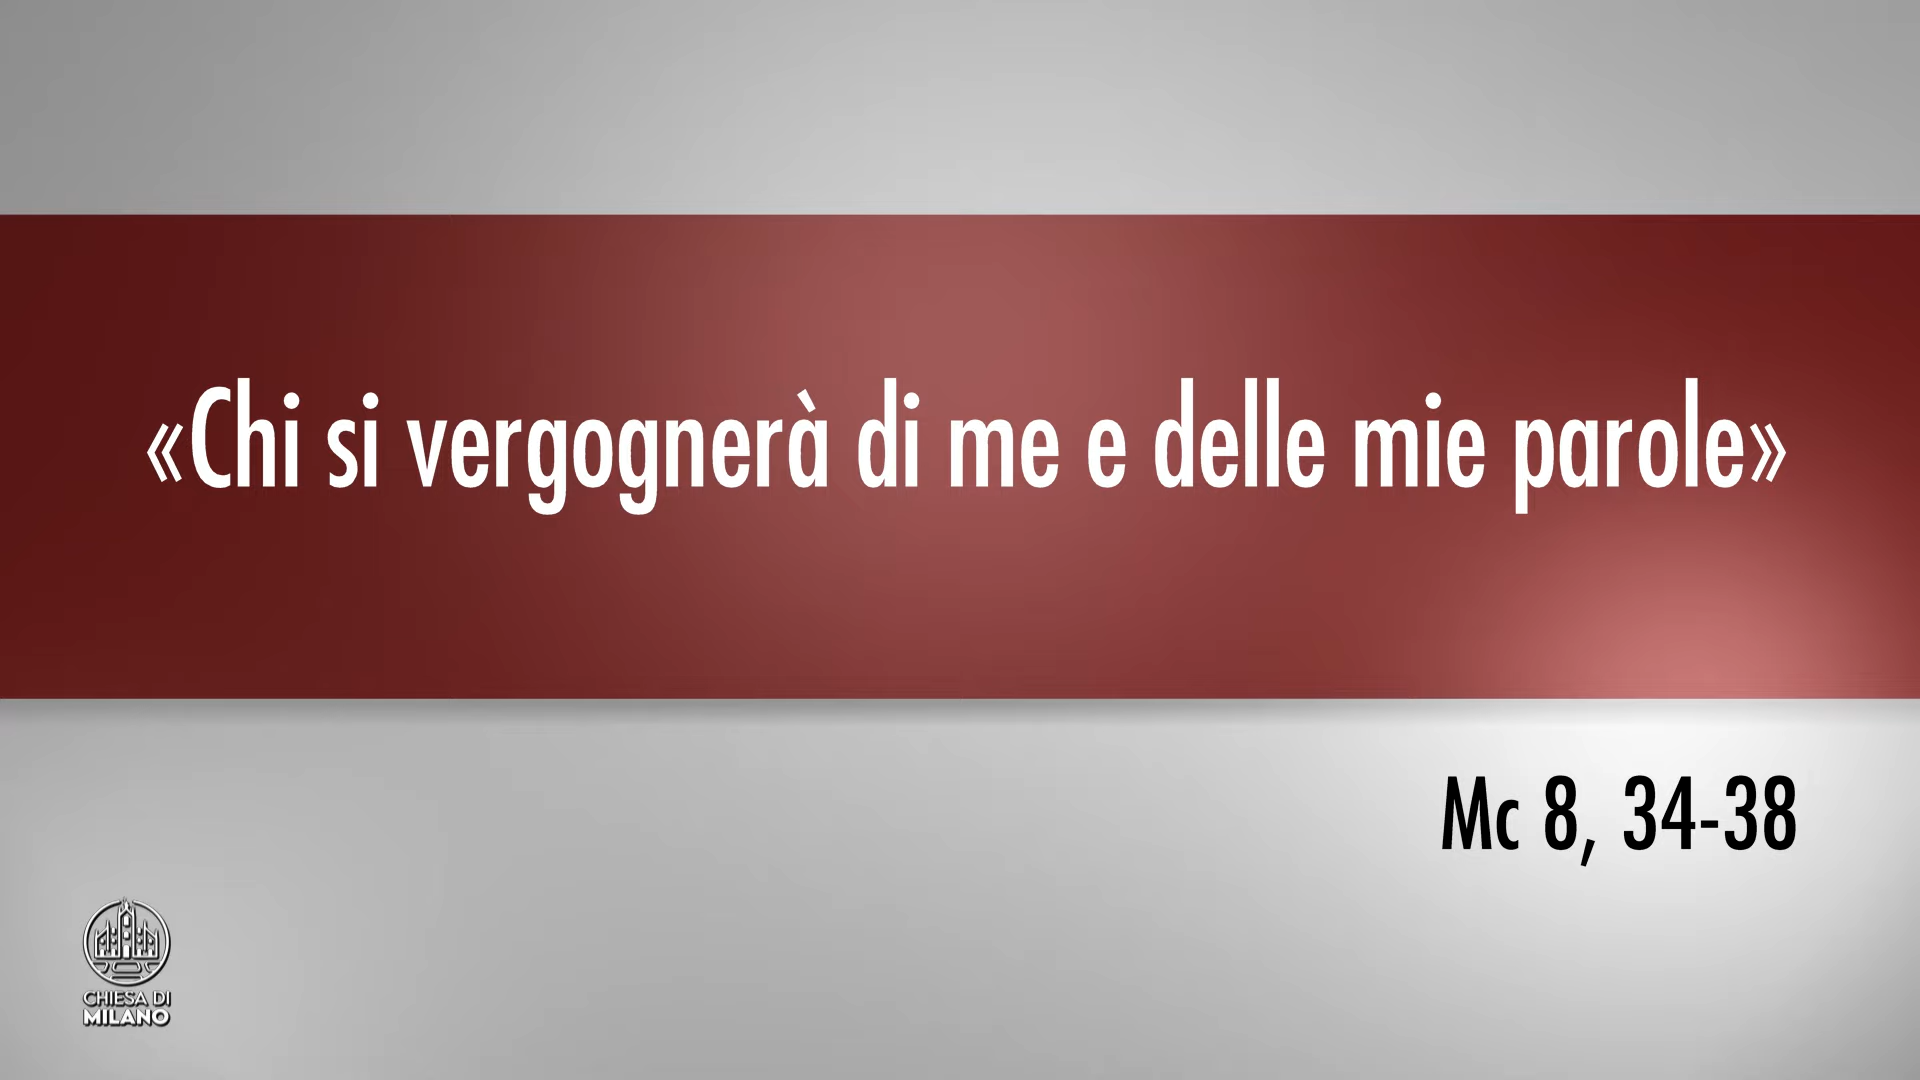 «Chi si vergognerà di me e delle mie parole»
Mc 8, 34-38
CHIESA DI
MILANO